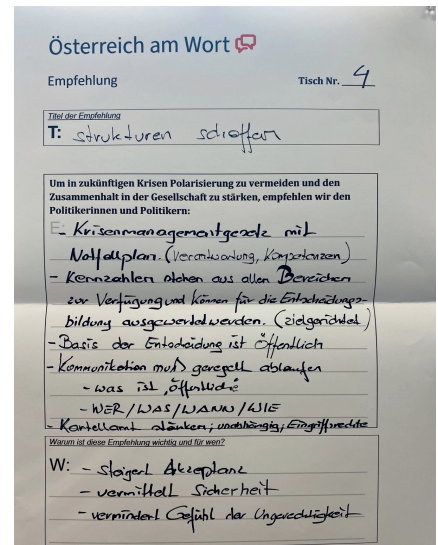 Österreich am Wort
Empfehlung
Tisch Nr. 4
Titel der Empfehlung
T: strukturen schaffen
Um in zukünftigen Krisen Polarisierung zu vermeiden und den
Zusammenhalt in der Gesellschaft zu stärken, empfehlen wir den
Politikerinnen und Politikern:
E: - Krisenmanagementgesetz mit
Notfallplan. (Verantwortung, Kompetenzen)
- Kennzahlen stehen aus allen Bereichen
zur Verfügung und können für die Entscheidungs-
bildung ausgewertet werden. (zielgerichtet)
- Basis der Entscheidung ist öffentlich
- Kommunikation muß geregelt ablaufen
- was ist "öffentliche"
- WER/WAS/WANN/WIE
- Kartellamt stärken; unabhängig; Eingriffsrechte
Warum ist diese Empfehlung wichtig und für wen?
W: - steigert Akzeptanz
- vermittelt Sicherheit
- vermindert Gefühl der Ungerechtigkeit